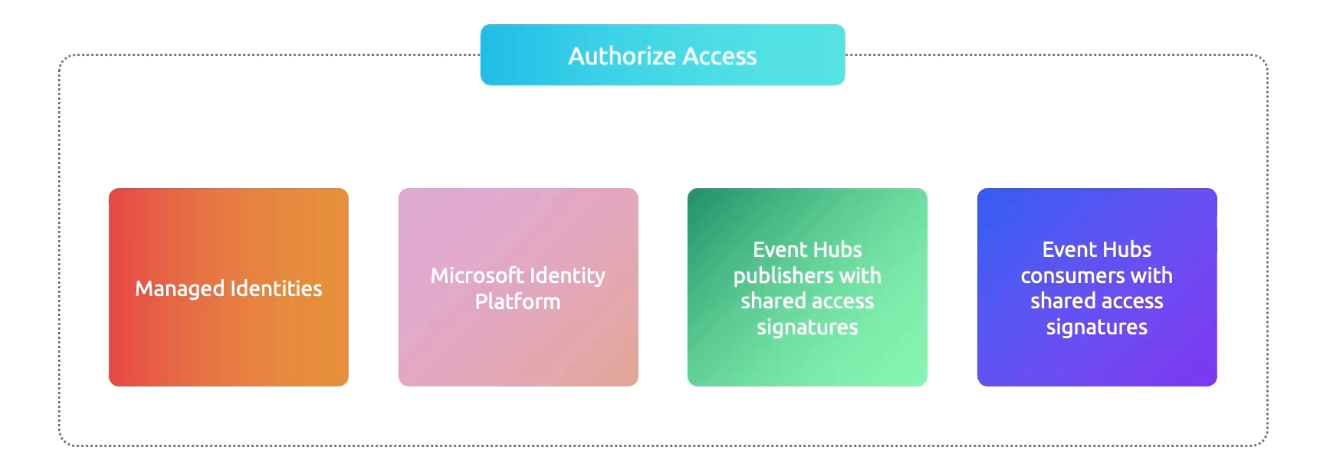 Authorize Access
Managed Identities
Microsoft Identity
Platform
Event Hubs
publishers with
shared access
signatures
Event Hubs
consumers with
shared access
signatures